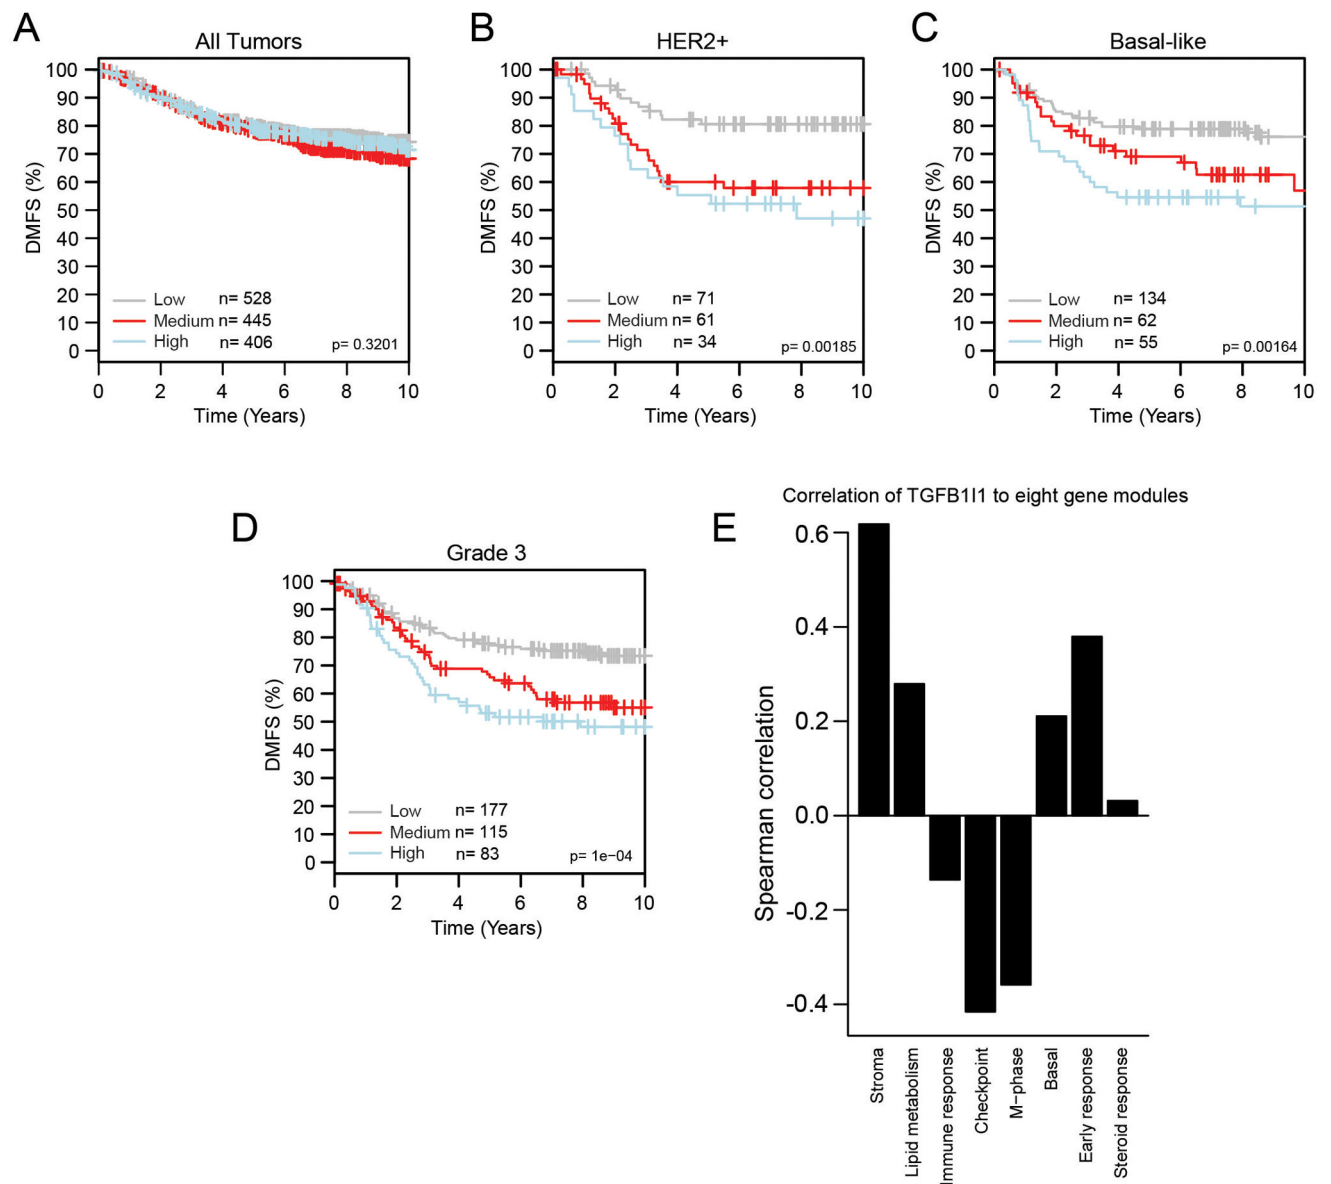 A
All Tumors
DMFS (%)
100
90
80
70
60
50
40
30
20
10
0
Low n= 528
Medium n= 445
High n= 406
p= 0.3201
0 2 4 6 8 10
Time (Years)
B
HER2+
DMFS (%)
100
90
80
70
60
50
40
30
20
10
0
Low n= 71
Medium n= 61
High n= 34
p= 0.00185
0 2 4 6 8 10
Time (Years)
C
Basal-like
DMFS (%)
100
90
80
70
60
50
40
30
20
10
0
Low n= 134
Medium n= 62
High n= 55
p= 0.00164
0 2 4 6 8 10
Time (Years)
D
Grade 3
DMFS (%)
100
90
80
70
60
50
40
30
20
10
0
Low n= 177
Medium n= 115
High n= 83
p= 1e−04
0 2 4 6 8 10
Time (Years)
E
Correlation of TGFB1I1 to eight gene modules
Spearman correlation
0.6
0.4
0.2
0.0
-0.2
-0.4
Stroma
Lipid metabolism
Immune response
Checkpoint
M−phase
Basal
Early response
Steroid response